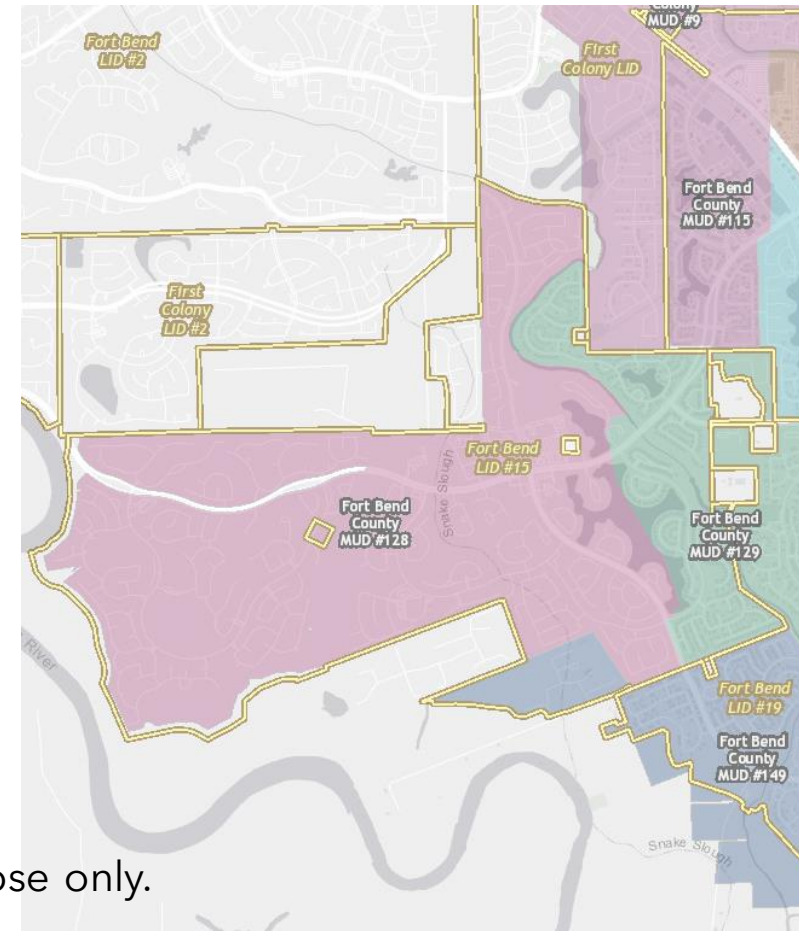 Colony
MUD #9
Fort Bend
LID #2
First
Colony LID
Fort Bend
County
MUD #115
First
Colony
LID #2
Fort Bend
LID #15
Snake Slough
Fort Bend
County
MUD #128
Fort Bend
County
MUD #129
River
Fort Bend
LID #19
Fort Bend
County
MUD #149
Snake Slough
only.